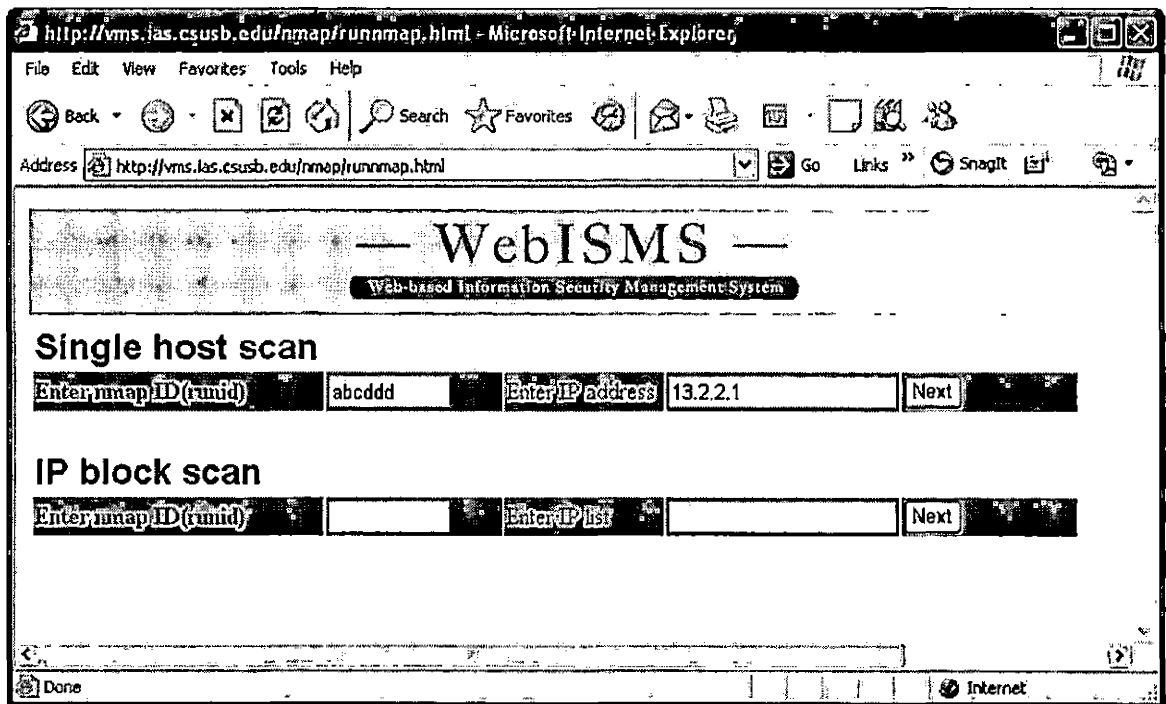 http://vms.ias.csusb.edu/nmap/runnmap.html - Microsoft Internet Explorer
File Edit View Favorites Tools Help
Back Search Favorites
Address http://vms.ias.csusb.edu/nmap/runnmap.html Go Links » SnagIt
— WebISMS —
Web-based Information Security Management System
Single host scan
Enter nmap ID(runid) abcddd Enter IP address 13.2.2.1 Next
IP block scan
Enter nmap ID(runid) Enter IP list Next
Done Internet